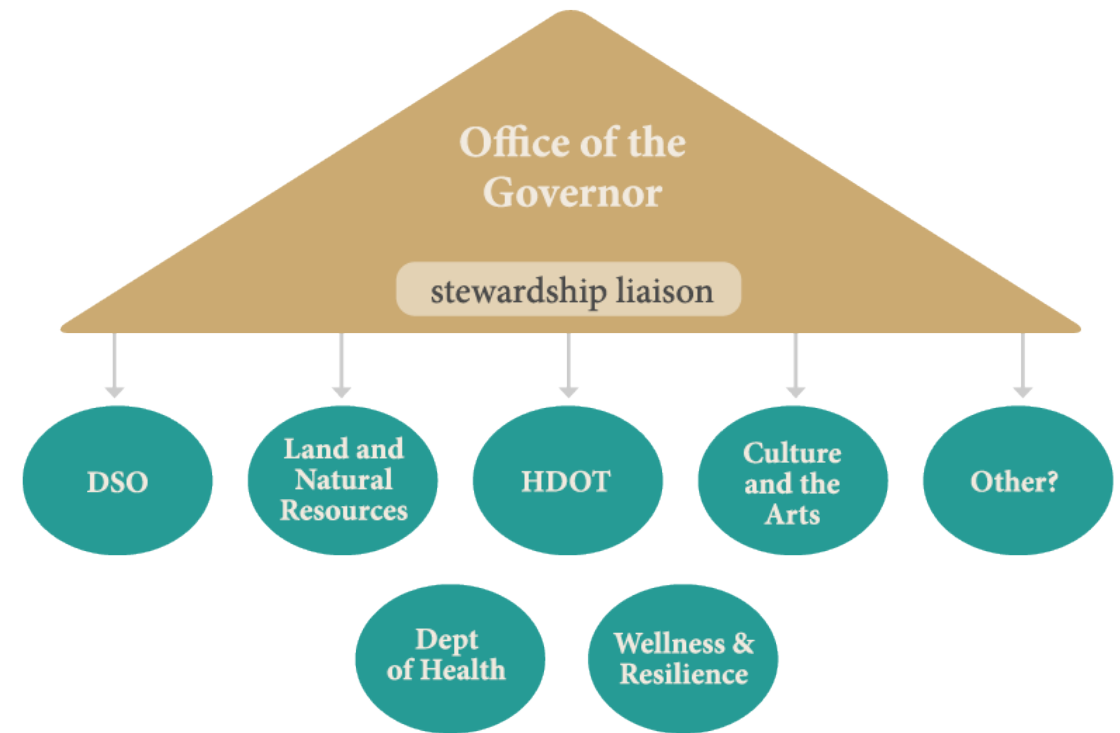 Office of the
Governor
stewardship liaison
DSO
Land and
Natural
Resources
HDOT
Culture
and the
Arts
Other?
Dept
of Health
Wellness &
Resilience